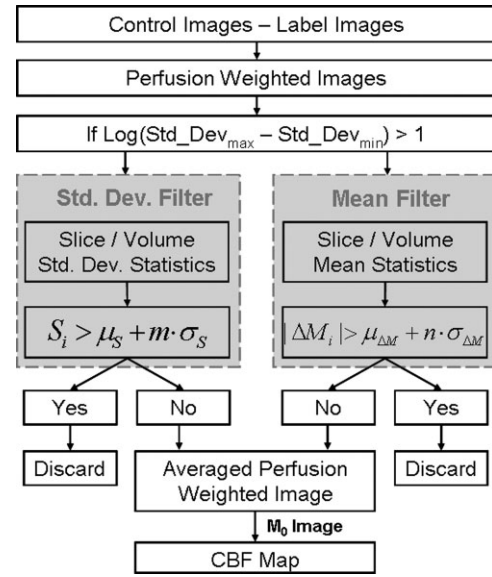 Control Images – Label Images
Perfusion Weighted Images
If Log(Std_Dev_max – Std_Dev_min) > 1
Std. Dev. Filter
Slice / Volume
Std. Dev. Statistics
S_i > μ_S + m·σ_S
Yes
No
Discard
Mean Filter
Slice / Volume
Mean Statistics
|ΔM_i| > μ_ΔM + n·σ_ΔM
No
Yes
Discard
Averaged Perfusion
Weighted Image
M₀ Image
CBF Map